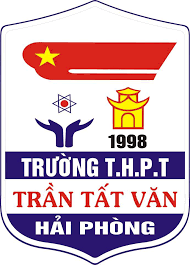 1998
TRƯỜNG T.H.P.T
TRẦN TẤT VĂN
HẢI PHÒNG